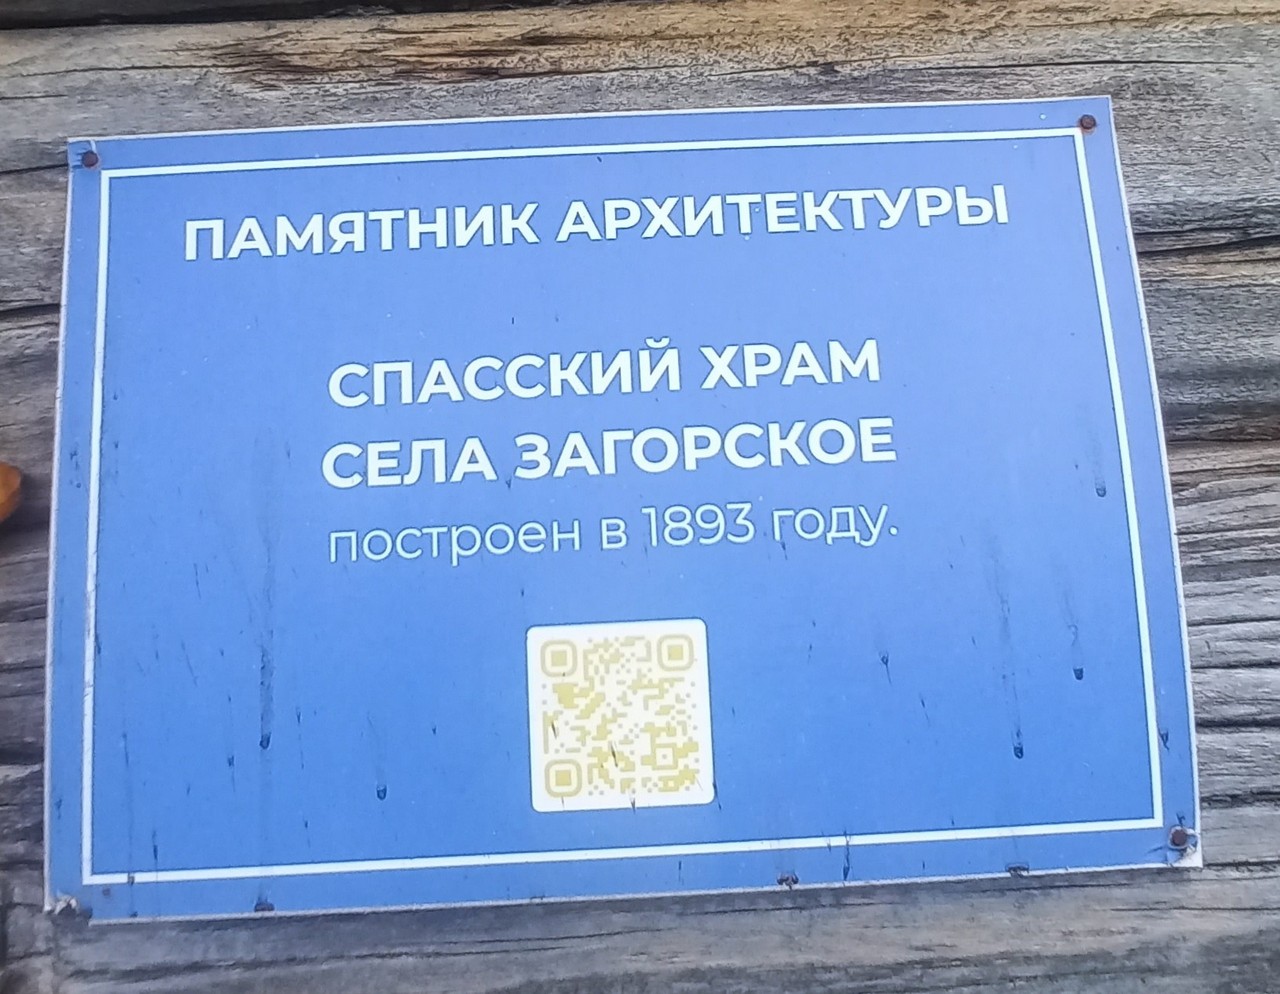 ПАМЯТНИК АРХИТЕКТУРЫ
СПАССКИЙ ХРАМ
СЕЛА ЗАГОРСКОЕ
построен в 1893 году.